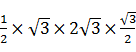 ½ × √3 × 2√3 × √3/2